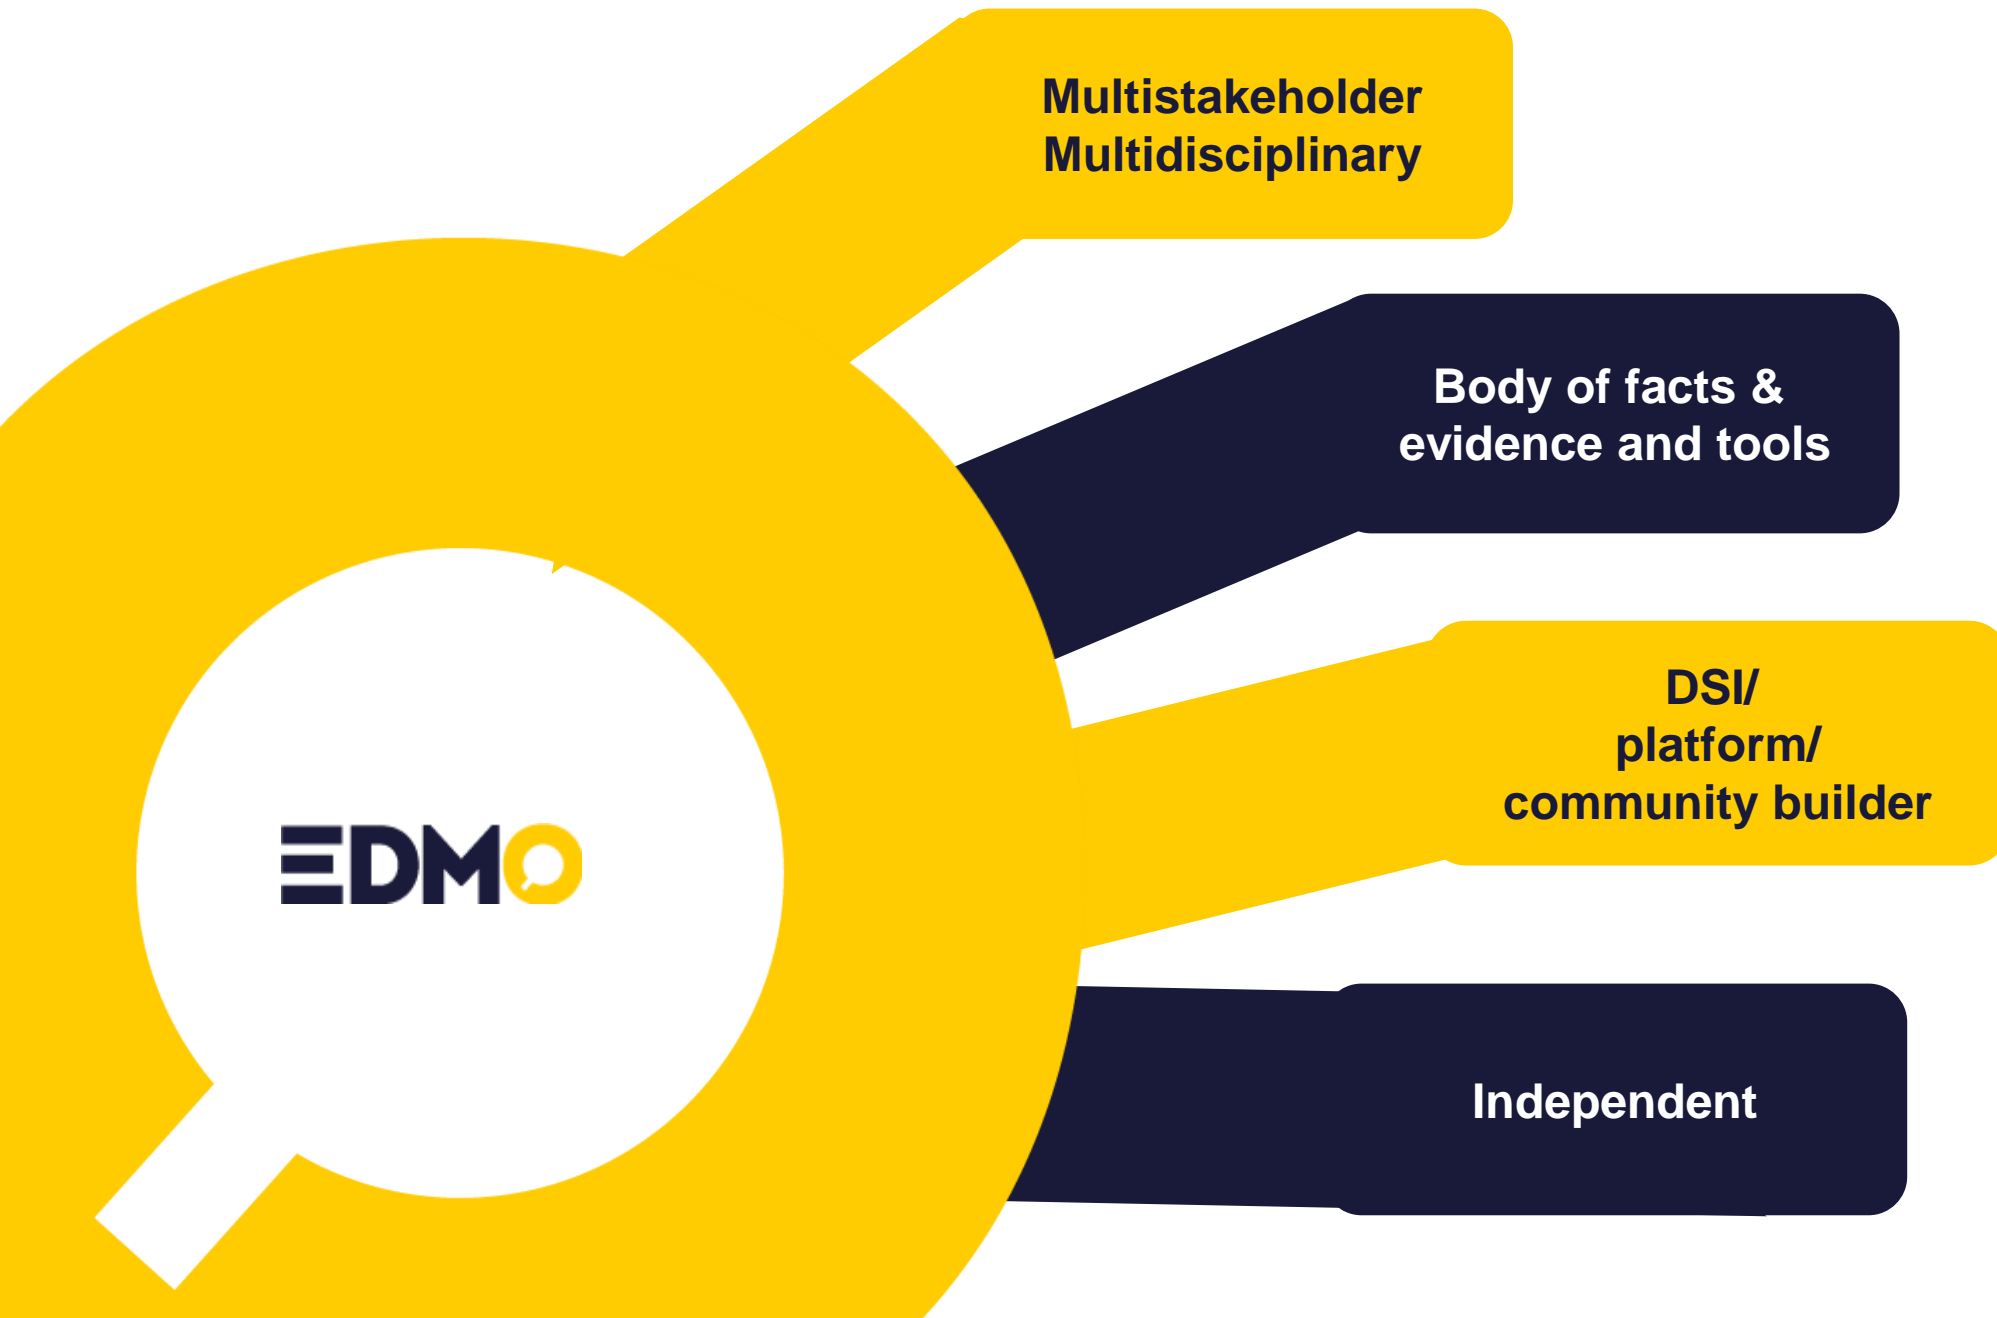 Multistakeholder
Multidisciplinary
Body of facts &
evidence and tools
DSI/
platform/
community builder
EDMO
Independent